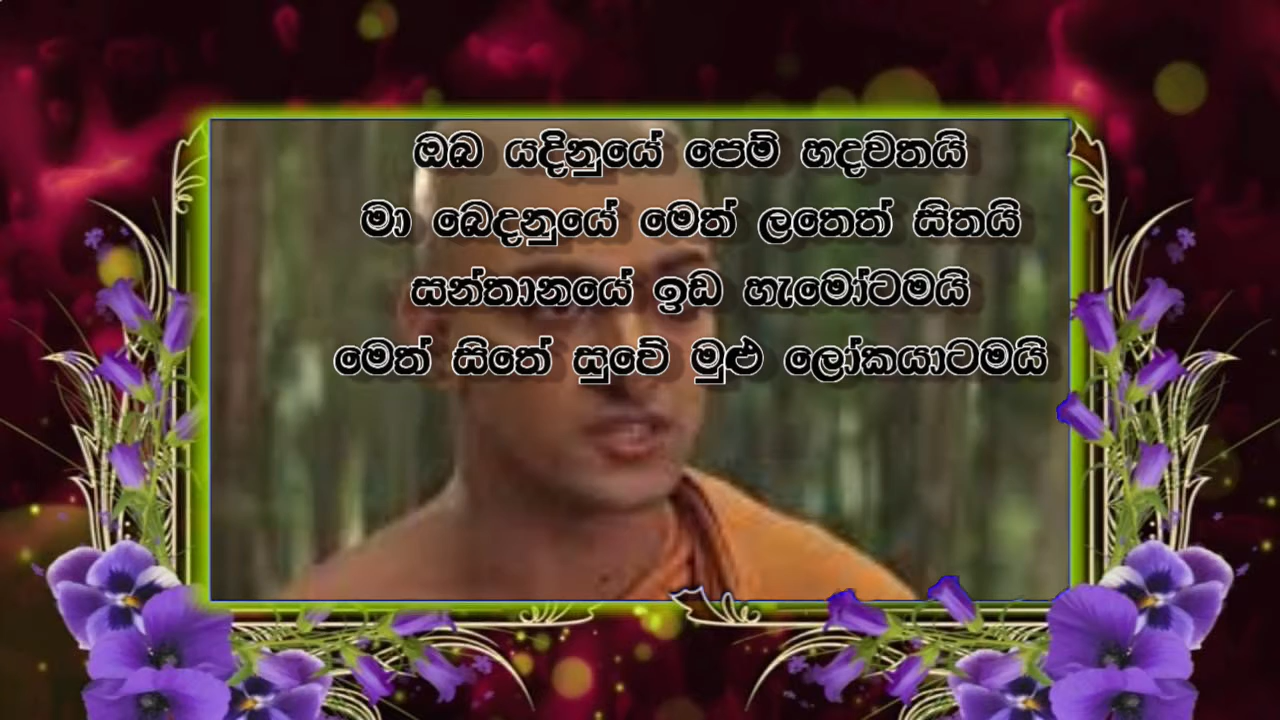 ඔබ යදිනුයේ පෙම් හදවතයි
මා බෙදනුයේ මෙත් ලතෙත් සිතයි
සන්තානයේ ඉඩ හැමෝටමයි
මෙත් සිතේ සුවේ මුළු ලෝකයාටමයි